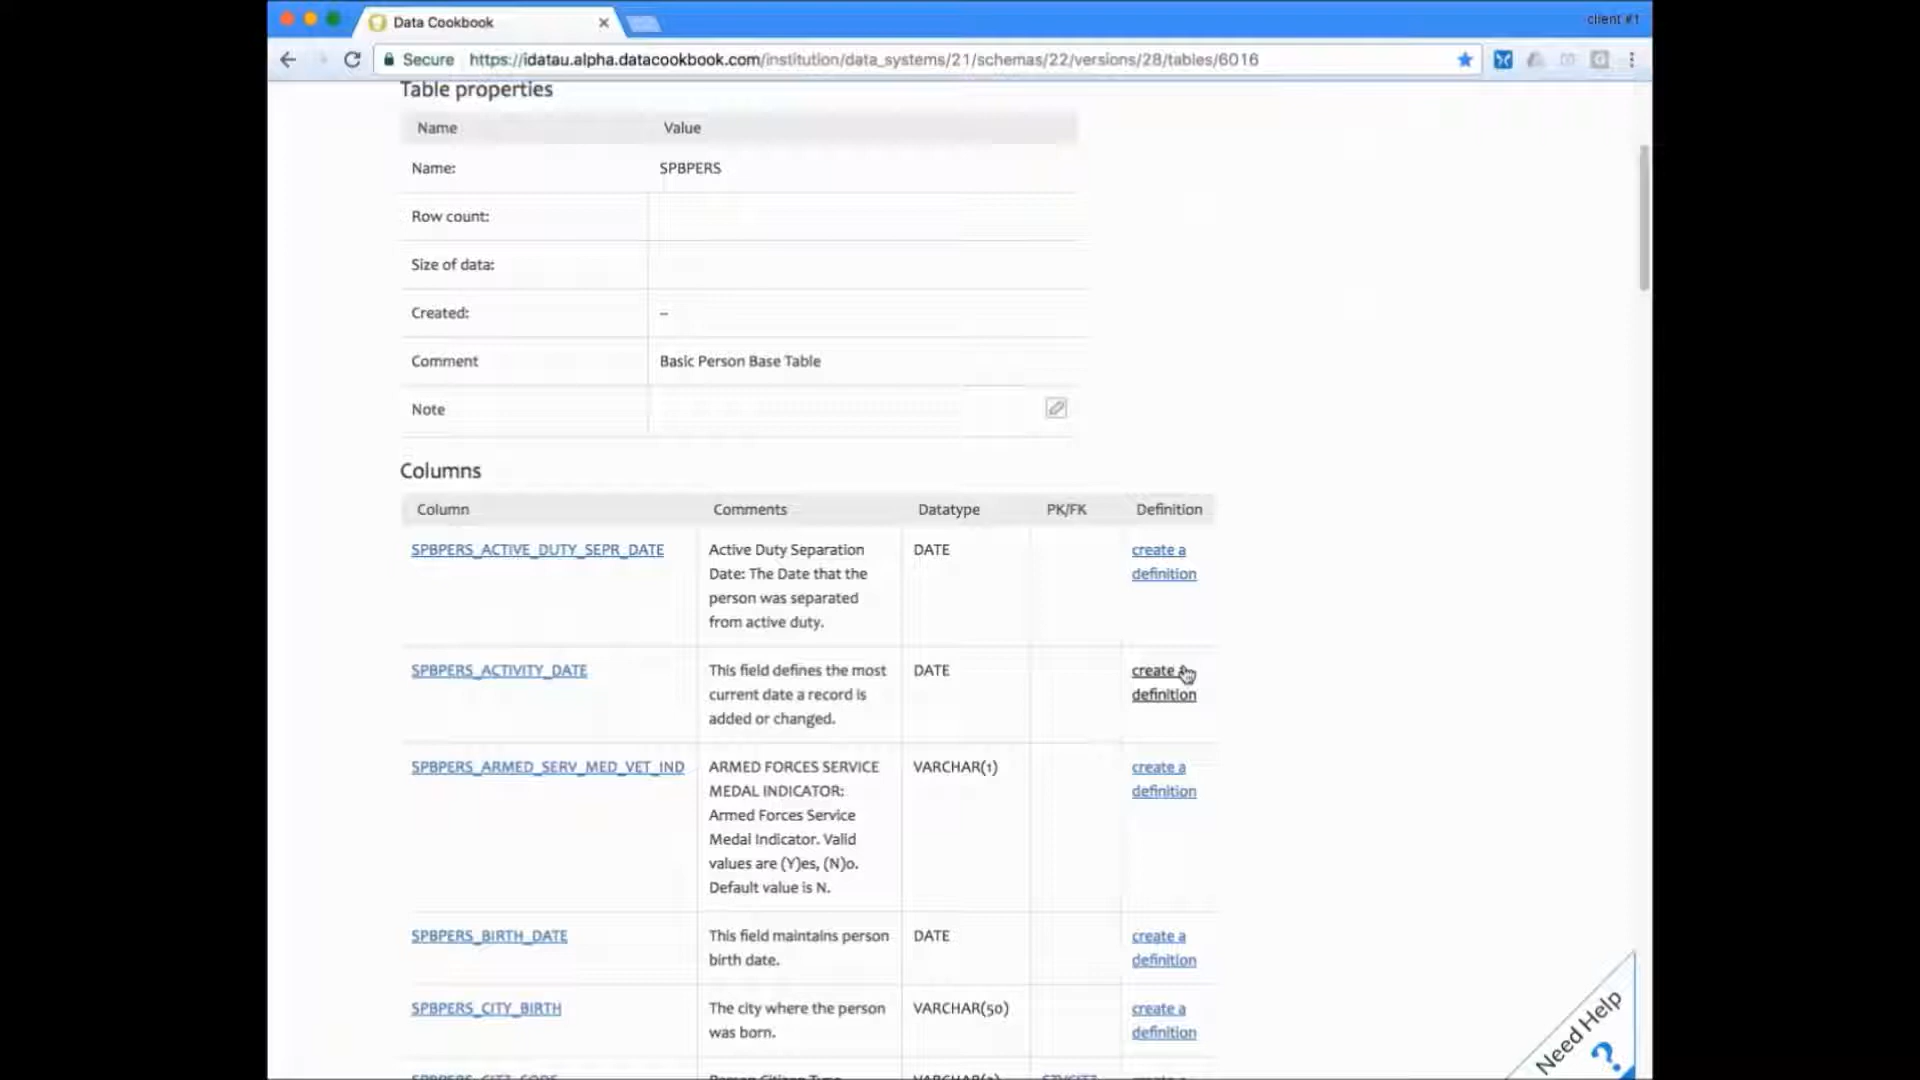 Data Cookbook
client #1
Secure https://idatau.alpha.datacookbook.com/institution/data_systems/21/schemas/22/versions/28/tables/6016
Table properties
Name Value
Name: SPBPERS
Row count:
Size of data:
Created: –
Comment Basic Person Base Table
Note
Columns
Column Comments Datatype PK/FK Definition
SPBPERS_ACTIVE_DUTY_SEPR_DATE Active Duty Separation DATE create a
Date: The Date that the definition
person was separated
from active duty.
SPBPERS_ACTIVITY_DATE This field defines the most DATE create
current date a record is definition
added or changed.
SPBPERS_ARMED_SERV_MED_VET_IND ARMED FORCES SERVICE VARCHAR(1) create a
MEDAL INDICATOR: definition
Armed Forces Service
Medal Indicator. Valid
values are (Y)es, (N)o.
Default value is N.
SPBPERS_BIRTH_DATE This field maintains person DATE create a
birth date. definition
SPBPERS_CITY_BIRTH The city where the person VARCHAR(50) create a
was born. definition
Need Help
?